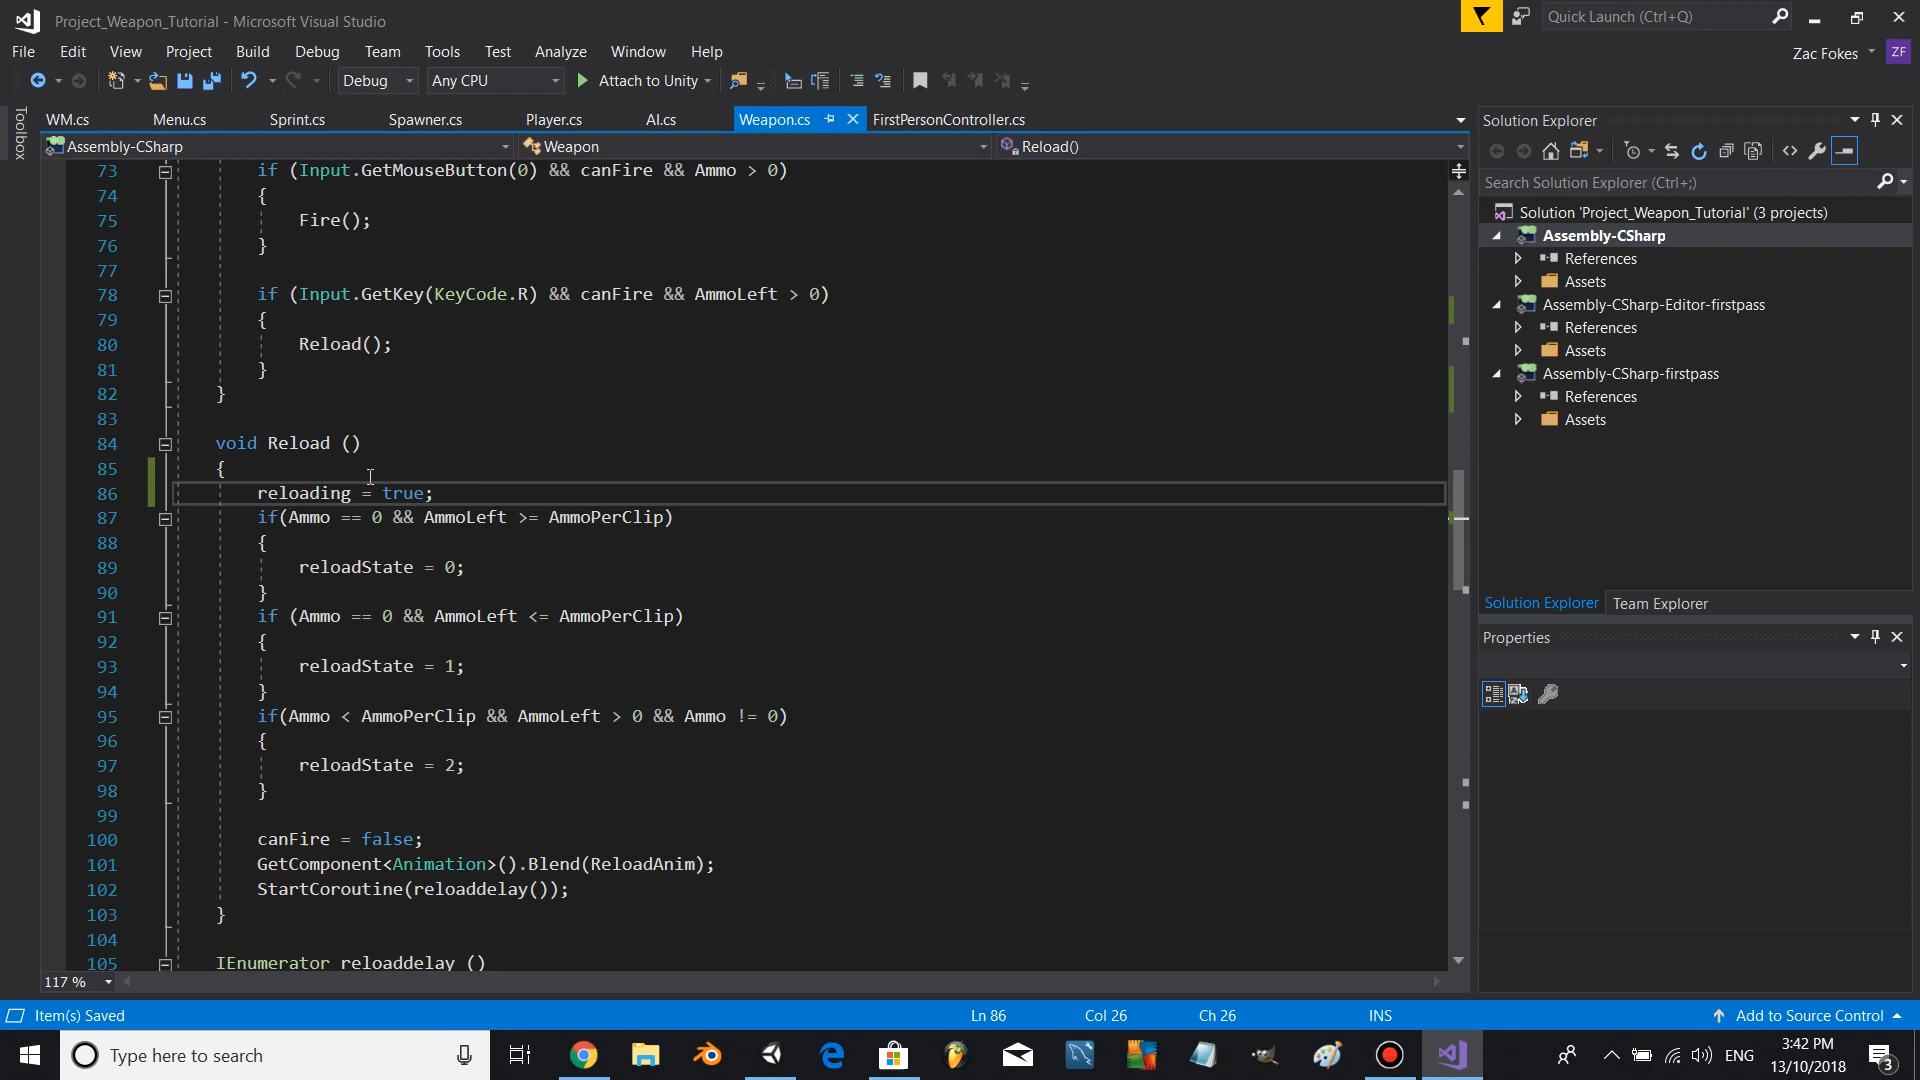 Project_Weapon_Tutorial - Microsoft Visual Studio
Quick Launch (Ctrl+Q)
File Edit View Project Build Debug Team Tools Test Analyze Window Help
Zac Fokes ZF
Debug Any CPU Attach to Unity
Toolbox
WM.cs Menu.cs Sprint.cs Spawner.cs Player.cs AI.cs Weapon.cs FirstPersonController.cs
Assembly-CSharp Weapon Reload()
73 if (Input.GetMouseButton(0) && canFire && Ammo > 0)
74 {
75 Fire();
76 }
77
78 if (Input.GetKey(KeyCode.R) && canFire && AmmoLeft > 0)
79 {
80 Reload();
81 }
82 }
83
84 void Reload ()
85 {
86 reloading = true;
87 if(Ammo == 0 && AmmoLeft >= AmmoPerClip)
88 {
89 reloadState = 0;
90 }
91 if (Ammo == 0 && AmmoLeft <= AmmoPerClip)
92 {
93 reloadState = 1;
94 }
95 if(Ammo < AmmoPerClip && AmmoLeft > 0 && Ammo != 0)
96 {
97 reloadState = 2;
98 }
99
100 canFire = false;
101 GetComponent<Animation>().Blend(ReloadAnim);
102 StartCoroutine(reloaddelay());
103 }
104
105 IEnumerator reloaddelay ()
117 %
Solution Explorer
Search Solution Explorer (Ctrl+;)
Solution 'Project_Weapon_Tutorial' (3 projects)
Assembly-CSharp
References
Assets
Assembly-CSharp-Editor-firstpass
References
Assets
Assembly-CSharp-firstpass
References
Assets
Solution Explorer Team Explorer
Properties
Item(s) Saved Ln 86 Col 26 Ch 26 INS Add to Source Control
Type here to search
ENG
3:42 PM
13/10/2018
3